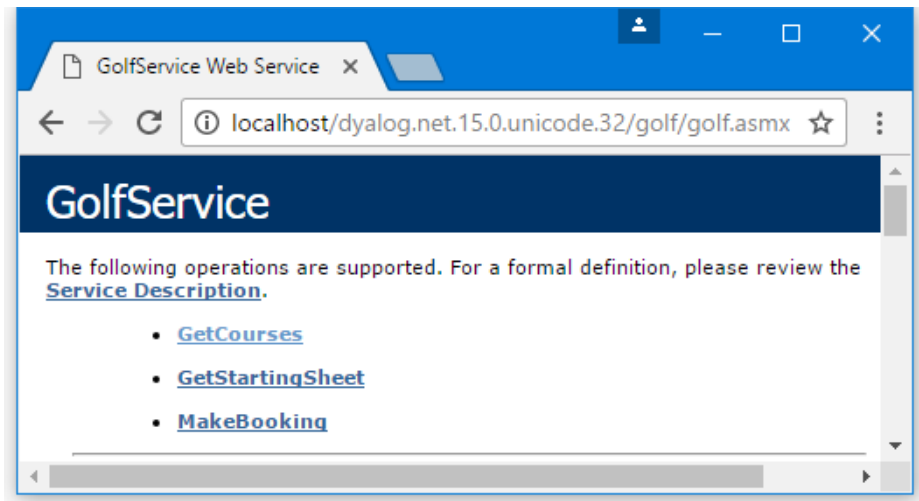 GolfService Web Service
localhost/dyalog.net.15.0.unicode.32/golf/golf.asmx
GolfService
The following operations are supported. For a formal definition, please review the
Service Description.
GetCourses
GetStartingSheet
MakeBooking